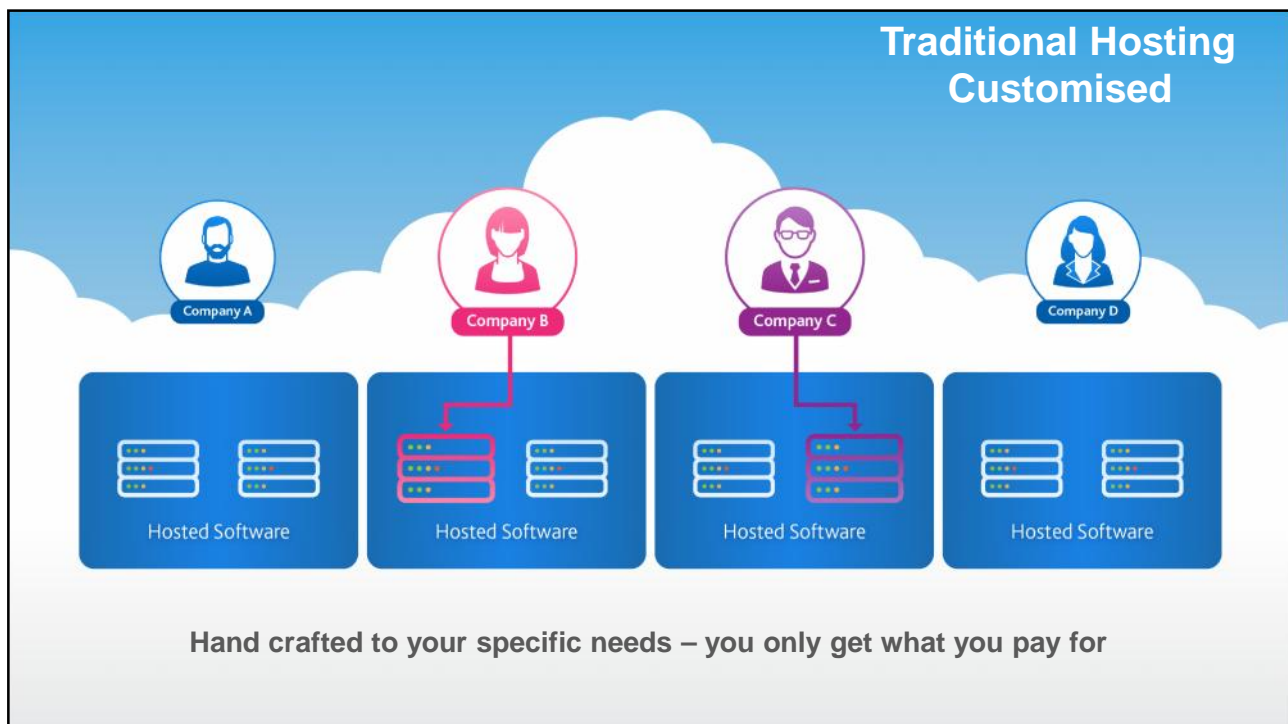 Traditional Hosting
Customised
Company A
Company B
Company C
Company D
Hosted Software
Hosted Software
Hosted Software
Hosted Software
Hand crafted to your specific needs – you only get what you pay for